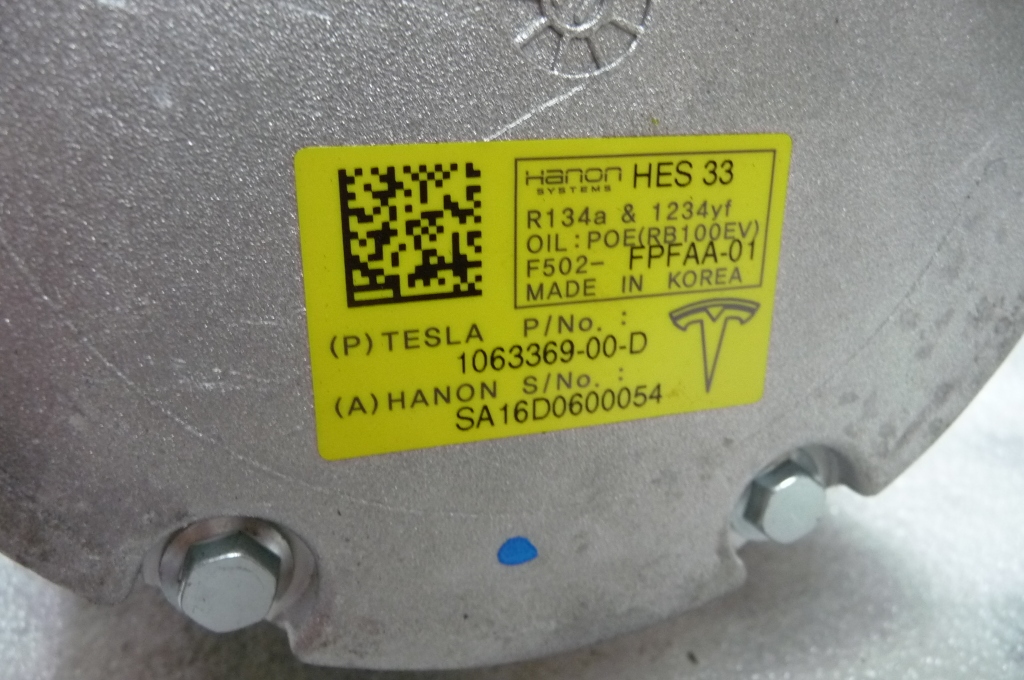 Hanon SYSTEMS HES 33
R134a & 1234yf
OIL : POE(RB100EV)
F502- FPFAA-01
MADE IN KOREA
(P) TESLA P/No. :
1063369-00-D
(A) HANON S/No. :
SA16D0600054